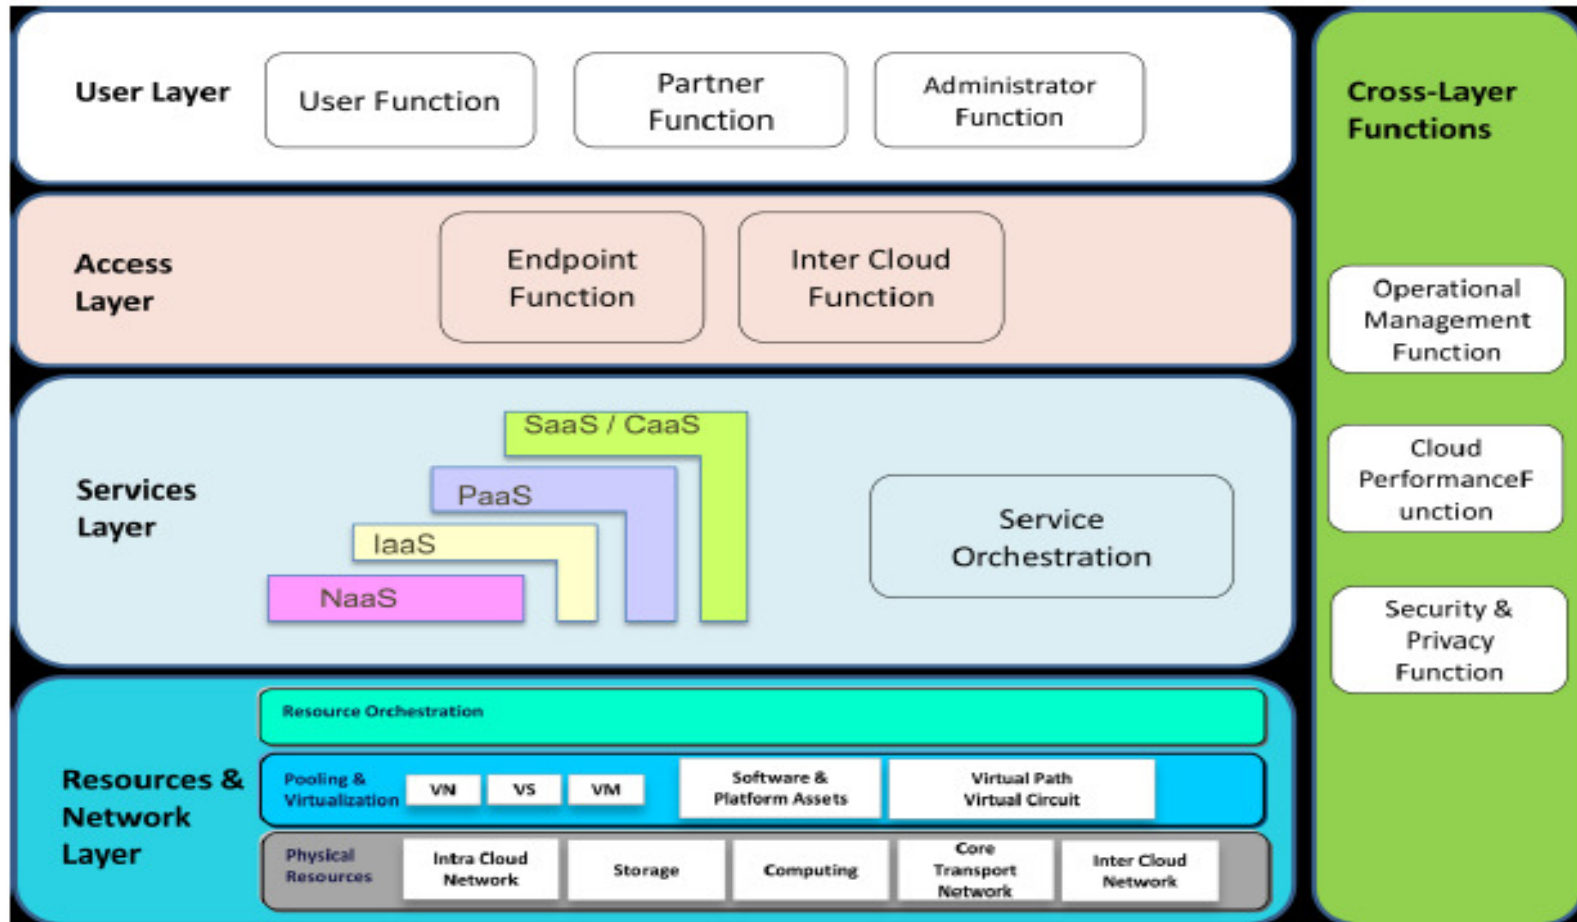 User Layer
User Function
Partner
Function
Administrator
Function
Access
Layer
Endpoint
Function
Inter Cloud
Function
Services
Layer
SaaS / CaaS
PaaS
IaaS
NaaS
Service
Orchestration
Resources &
Network
Layer
Resource Orchestration
Pooling &
Virtualization
VN
VS
VM
Software &
Platform Assets
Virtual Path
Virtual Circuit
Physical
Resources
Intra Cloud
Network
Storage
Computing
Core
Transport
Network
Inter Cloud
Network
Cross-Layer
Functions
Operational
Management
Function
Cloud
PerformanceF
unction
Security &
Privacy
Function